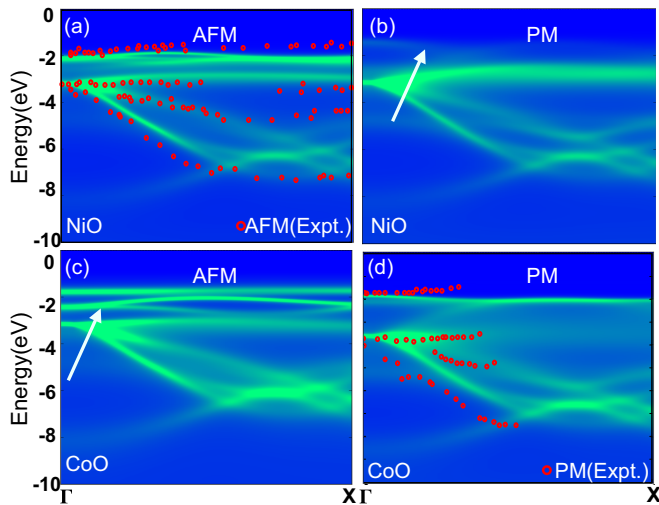 0
(a)
AFM
(b)
PM
-2
-4
Energy(eV)
-6
-8
NiO
AFM(Expt.)
NiO
-10
0
(c)
AFM
(d)
PM
-2
-4
Energy(eV)
-6
-8
CoO
CoO
PM(Expt.)
-10
Γ
X
Γ
X